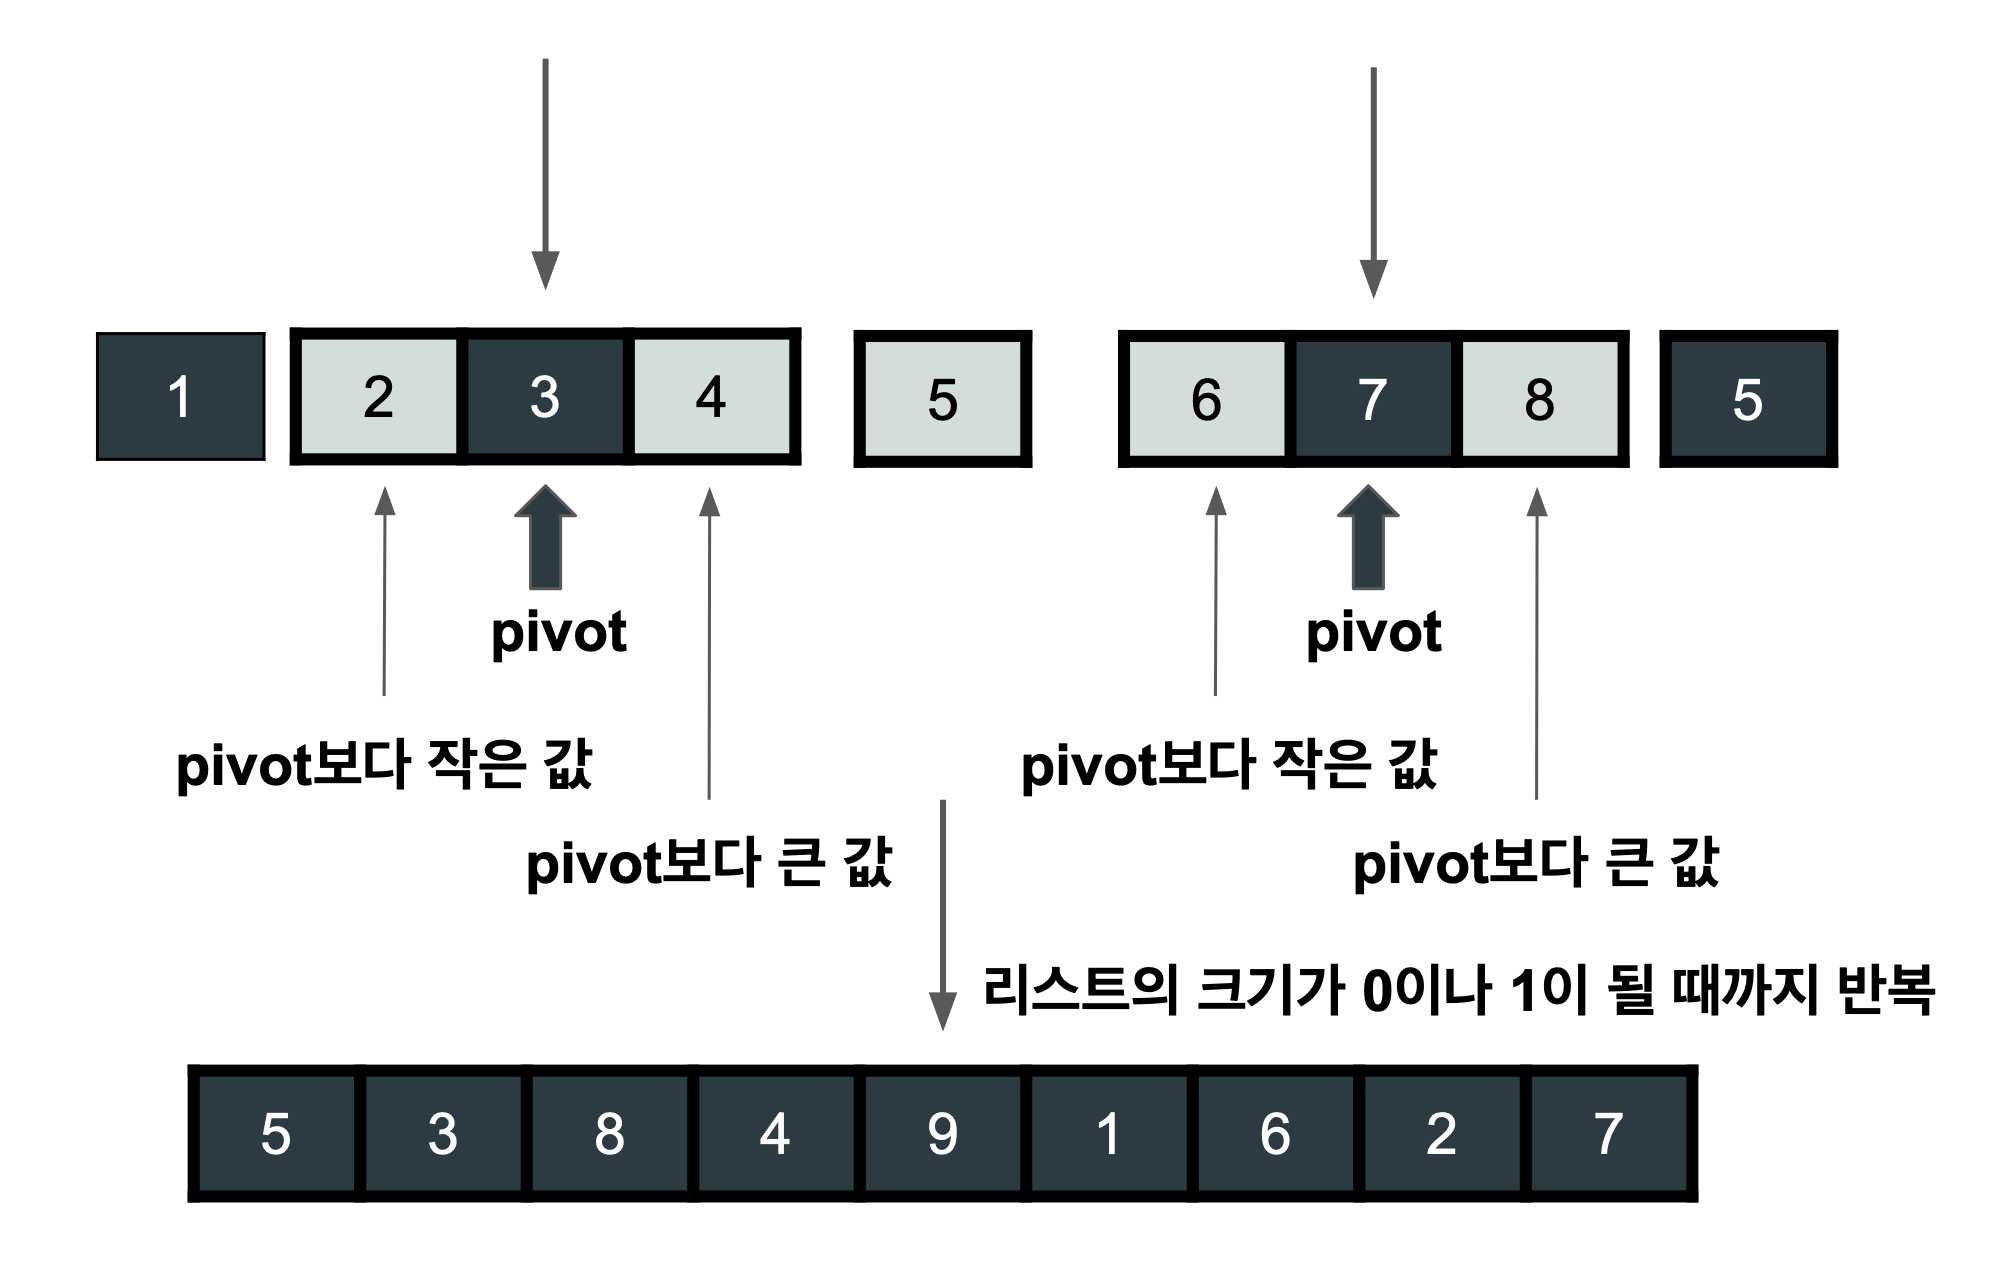 1 2 3 4 5 6 7 8 5
pivot pivot
pivot보다 작은 값 pivot보다 작은 값
pivot보다 큰 값 pivot보다 큰 값
리스트의 크기가 0이나 1이 될 때까지 반복
5 3 8 4 9 1 6 2 7